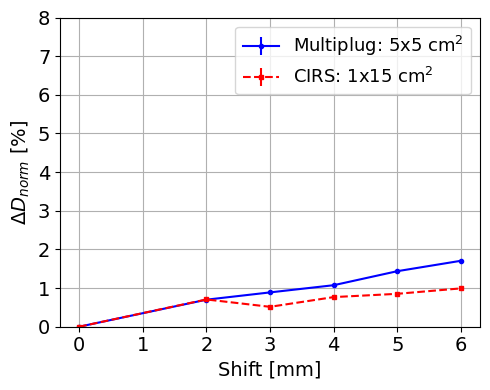 8
7
6
5
4
3
2
1
0
ΔD_norm [%]
Multiplug: 5x5 cm²
CIRS: 1x15 cm²
0 1 2 3 4 5 6
Shift [mm]